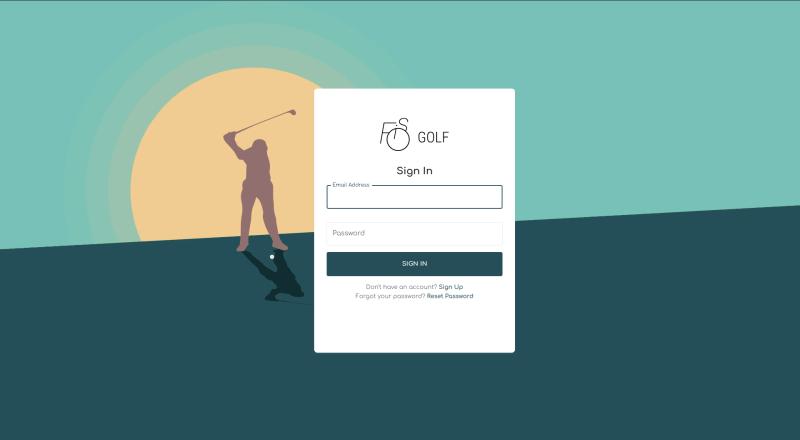 FiS GOLF
Sign In
Email Address
Password
SIGN IN
Don't have an account? Sign Up
Forgot your password? Reset Password